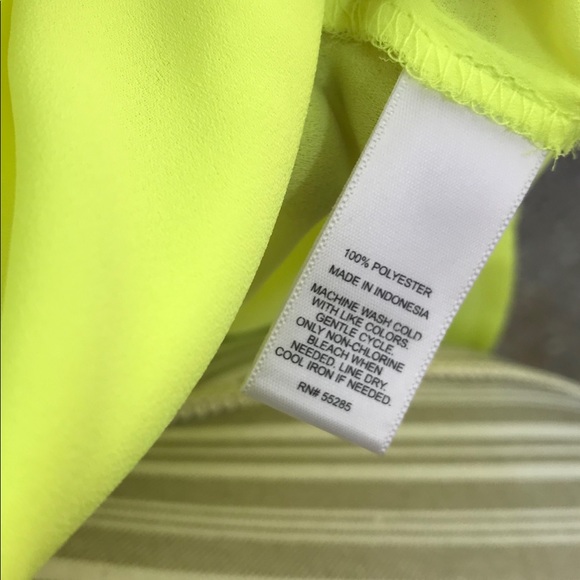 100% POLYESTER
MADE IN INDONESIA
MACHINE WASH COLD
WITH LIKE COLORS.
GENTLE CYCLE.
ONLY NON-CHLORINE
BLEACH WHEN
NEEDED. LINE DRY.
COOL IRON IF NEEDED.
RN# 55285